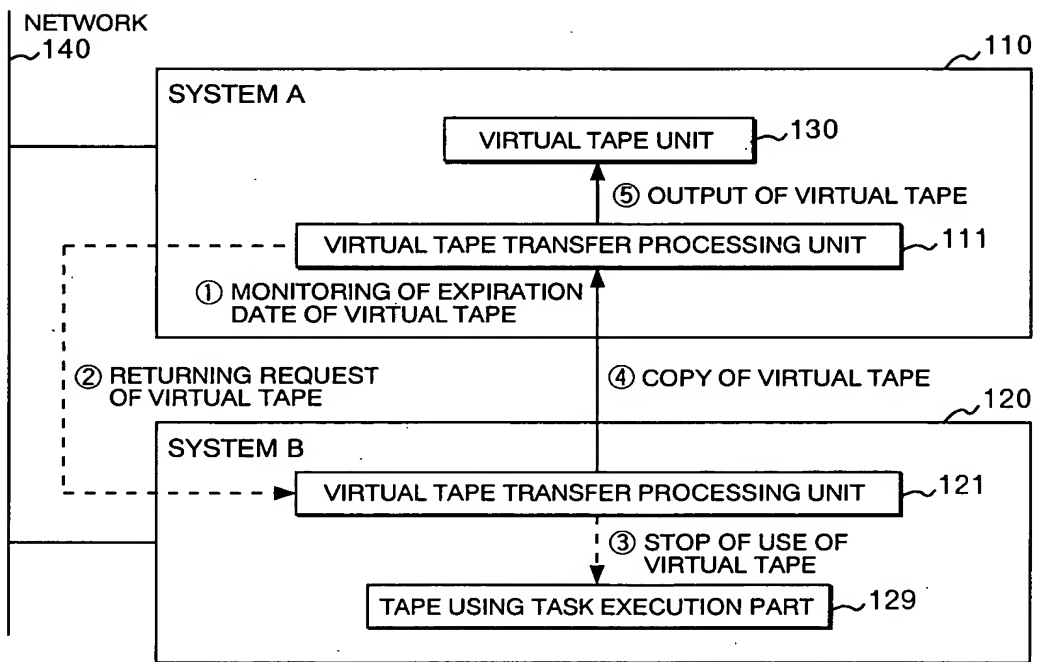 NETWORK
140
110
SYSTEM A
VIRTUAL TAPE UNIT
130
⑤ OUTPUT OF VIRTUAL TAPE
VIRTUAL TAPE TRANSFER PROCESSING UNIT
111
① MONITORING OF EXPIRATION
DATE OF VIRTUAL TAPE
② RETURNING REQUEST
OF VIRTUAL TAPE
④ COPY OF VIRTUAL TAPE
120
SYSTEM B
VIRTUAL TAPE TRANSFER PROCESSING UNIT
121
③ STOP OF USE OF
VIRTUAL TAPE
TAPE USING TASK EXECUTION PART
129